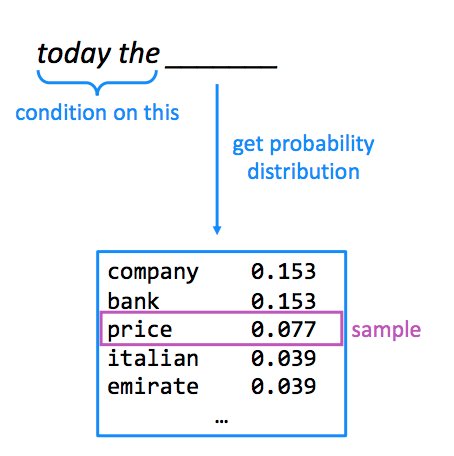 today the _______
condition on this
get probability
distribution
company 0.153
bank 0.153
price 0.077
sample
italian 0.039
emirate 0.039
…